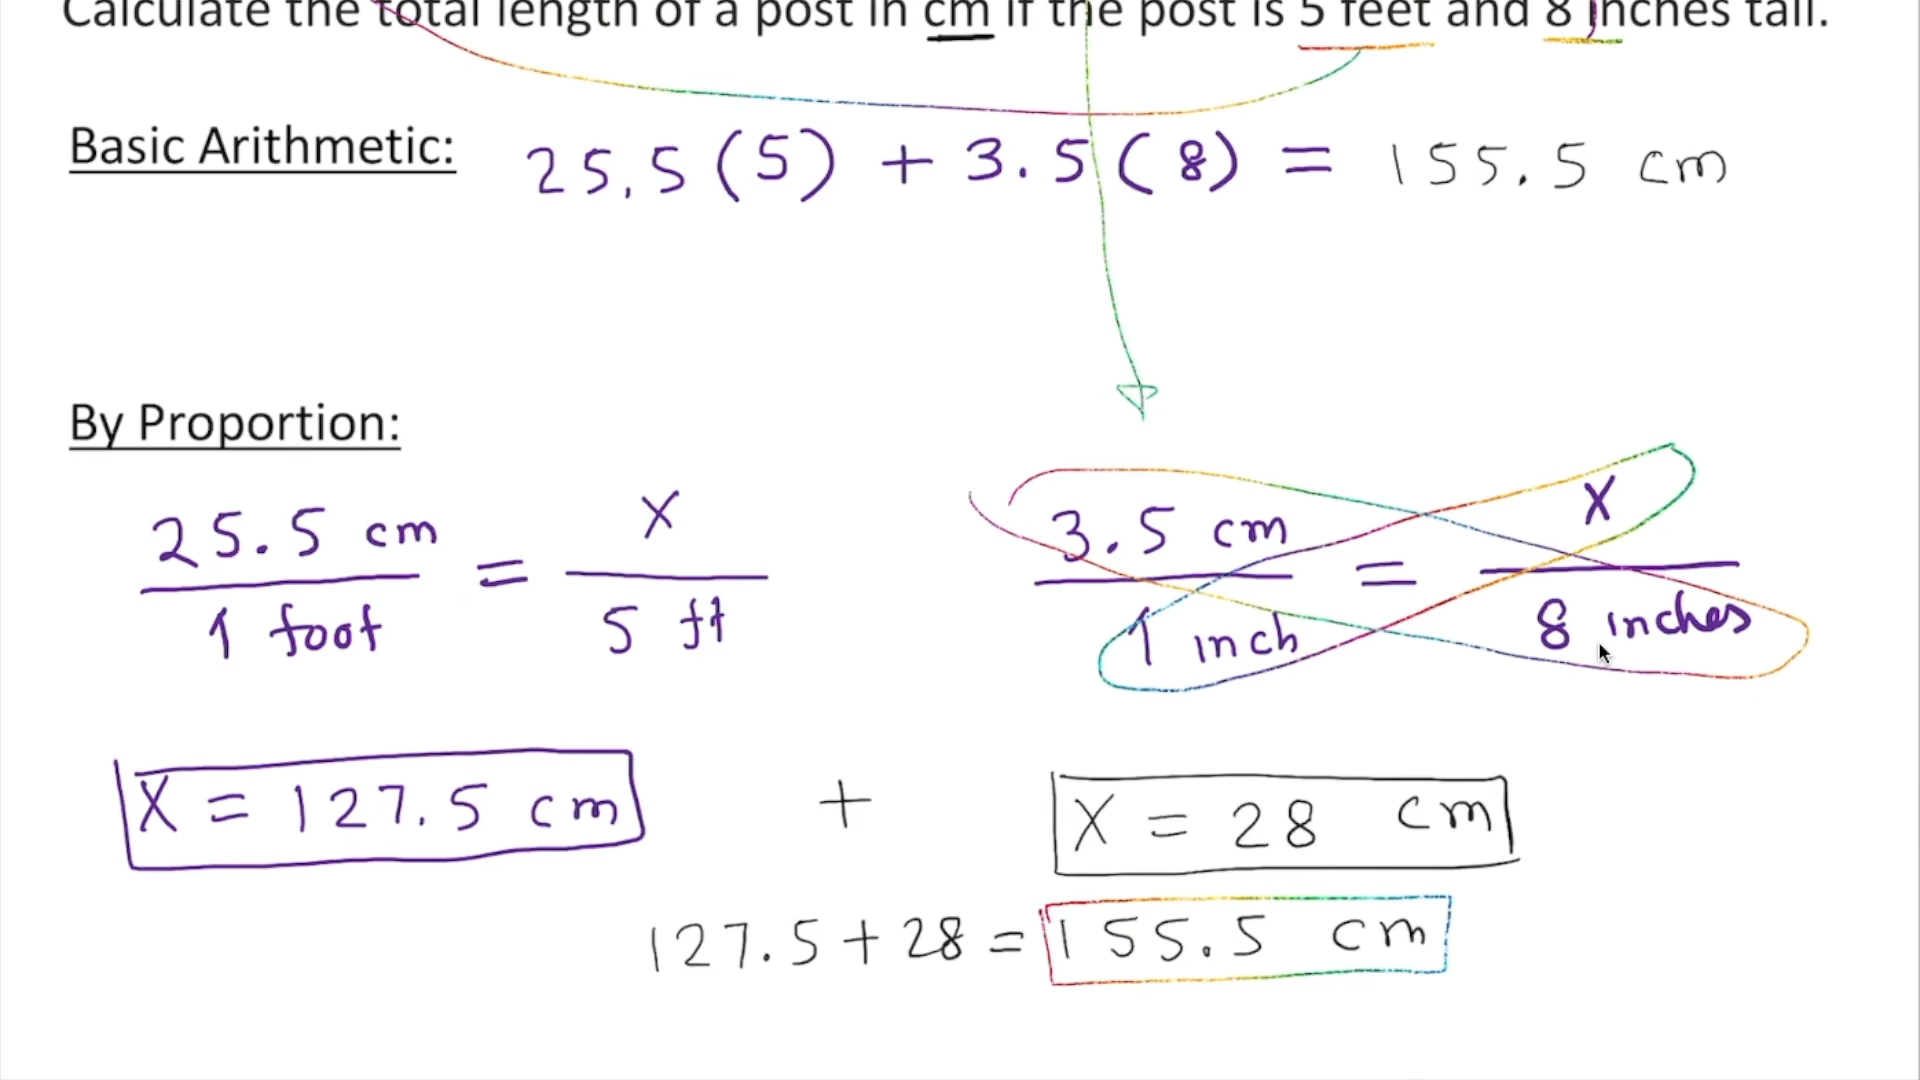 Calculate the total length of a post in cm if the post is 5 feet and 8 inches tall.
Basic Arithmetic: 25.5 (5) + 3.5 (8) = 155.5 cm
By Proportion:
25.5 cm / 1 foot = x / 5 ft
3.5 cm / 1 inch = x / 8 inches
x = 127.5 cm + x = 28 cm
127.5 + 28 = 155.5 cm